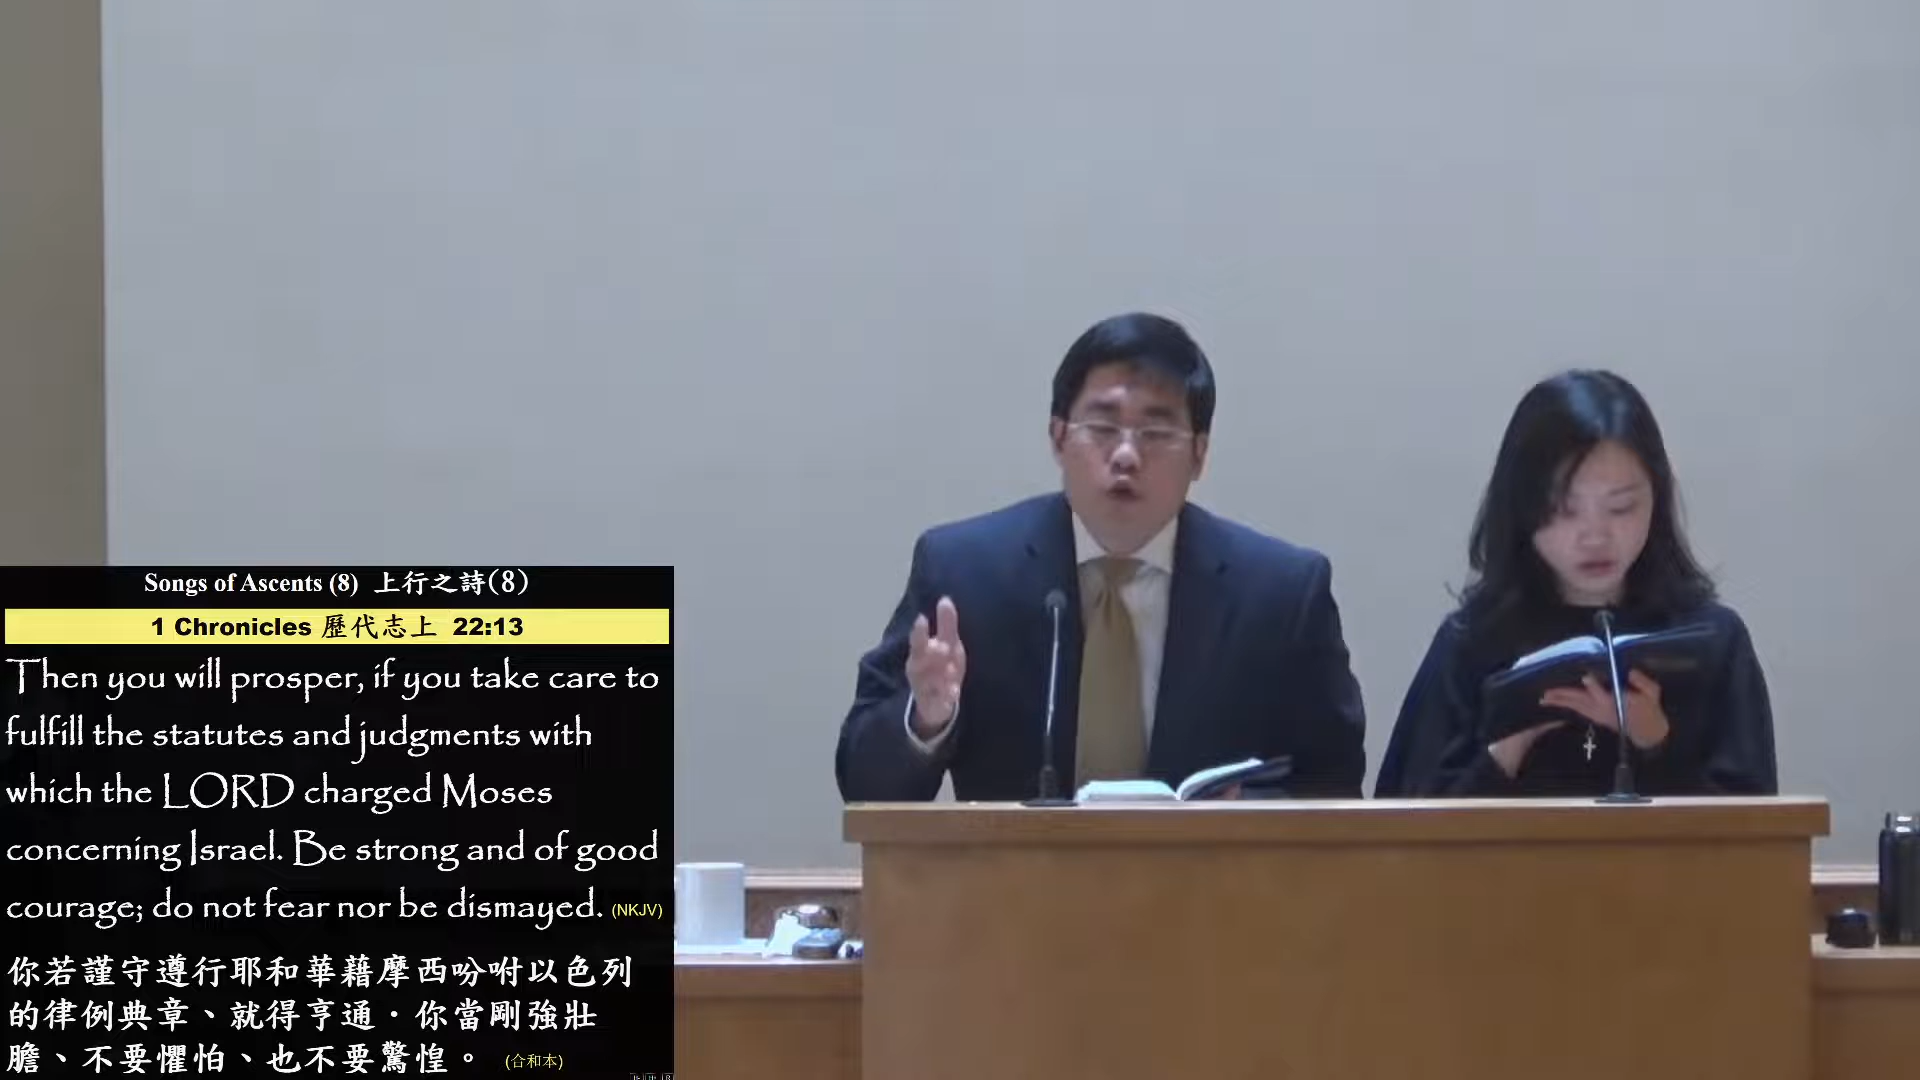 Songs of Ascents (8) 上行之詩(8)
1 Chronicles 歷代志上 22:13
Then you will prosper, if you take care to
fulfill the statutes and judgments with
which the LORD charged Moses
concerning Israel. Be strong and of good
courage; do not fear nor be dismayed. (NKJV)
你若謹守遵行耶和華藉摩西吩咐以色列
的律例典章、就得亨通．你當剛強壯
膽、不要懼怕、也不要驚惶。 (合和本)